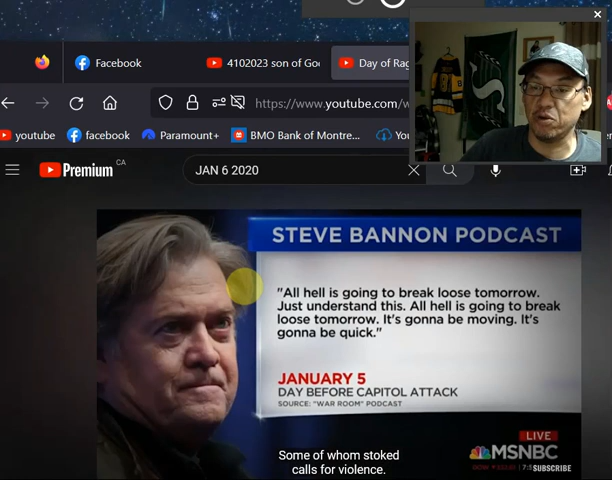 Facebook
4102023 son of Go
Day of Rag
https://www.youtube.com/w
youtube
facebook
Paramount+
BMO Bank of Montre...
You
Premium
CA
JAN 6 2020
STEVE BANNON PODCAST
"All hell is going to break loose tomorrow.
Just understand this. All hell is going to break
loose tomorrow. It's gonna be moving. It's
gonna be quick."
JANUARY 5
DAY BEFORE CAPITOL ATTACK
SOURCE: "WAR ROOM" PODCAST
LIVE
MSNBC
SUBSCRIBE
Some of whom stoked
calls for violence.